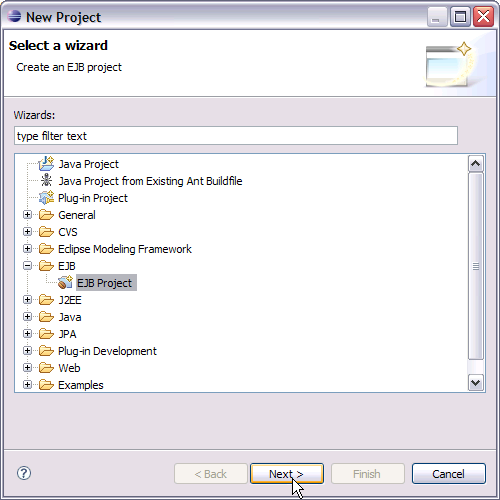 New Project
Select a wizard
Create an EJB project
Wizards:
type filter text
Java Project
Java Project from Existing Ant Buildfile
Plug-in Project
General
CVS
Eclipse Modeling Framework
EJB
EJB Project
J2EE
Java
JPA
Plug-in Development
Web
Examples
< Back Next > Finish Cancel